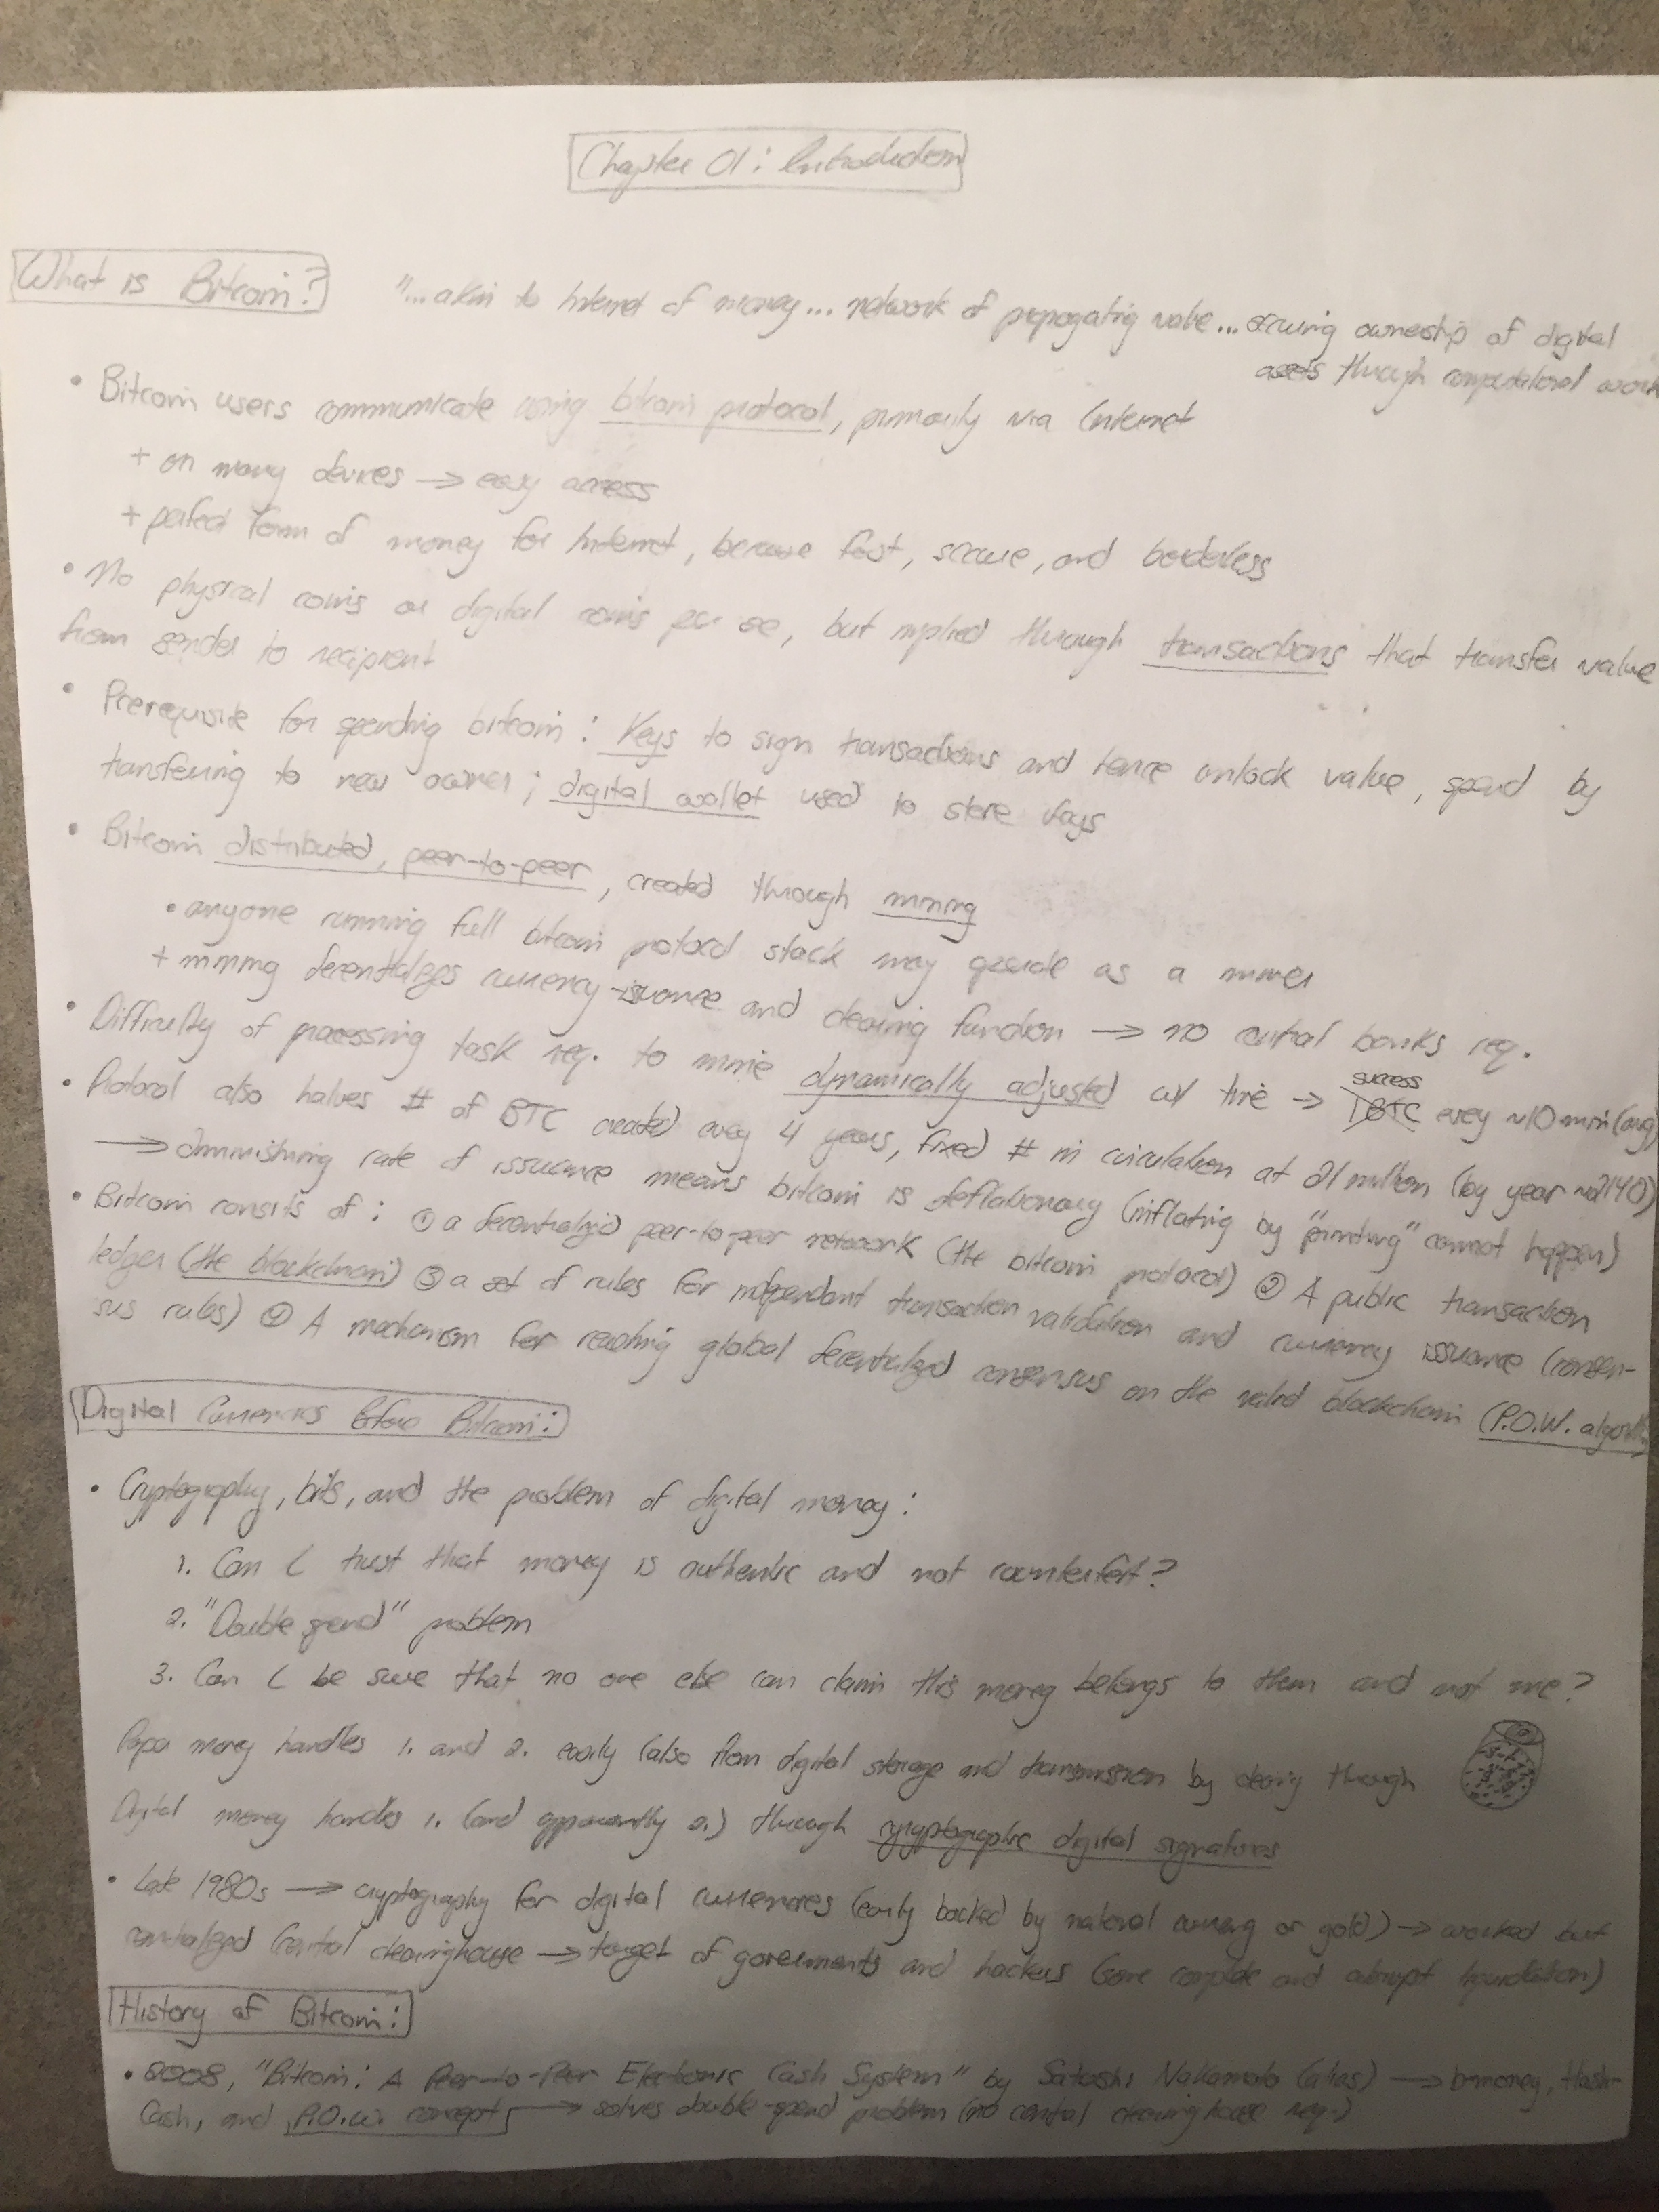 Chapter 01: Introduction
What is Bitcoin?
"...akin to Internet of money... network of propogating value... securing ownership of digital
assets through computational work
• Bitcoin users communicate using bitcoin protocol, primarily via Internet
+ on many devices → easy access
+ perfect form of money for Internet, because fast, secure, and borderless
• No physical coins or digital coins per se, but implied through transactions that transfer value
from sender to recipient
• Prerequisite for spending bitcoin: Keys to sign transactions and hence unlock value, spend by
transfering to new owner; digital wallet used to store keys
• Bitcoin distributed, peer-to-peer, created through mining
• anyone running full bitcoin protocol stack may operate as a miner
+ mining decentralizes currency-issuance and clearing function → no central banks req.
• Difficulty of processing task req. to mine dynamically adjusted w/ time → success every ~10 min (avg)
• Protocol also halves # of BTC created every 4 years, fixed # in circulation at 21 million (by year ~2140)
→ diminishing rate of issuance means bitcoin is deflationary (inflating by "printing" cannot happen)
• Bitcoin consits of: ① a decentralized peer-to-peer network (the bitcoin protocol) ② A public transaction
ledger (the blockchain) ③ a set of rules for independant transaction validation and currency issuance (consen-
sus rules) ④ A mechanism for reaching global decentralized consensus on the valid blockchain (P.O.W. algorithm
Digital Currencies Before Bitcoin:
• Cryptography, bits, and the problem of digital money:
1. Can I trust that money is authentic and not counterfeit?
2. "Double spend" problem
3. Can I be sure that no one else can claim this money belongs to them and not me?
Paper money handles 1. and 2. easily (also from digital storage and transmission by clearing through
Digital money handles 1. (and apparently 2.) through cryptographic digital signatures
• Late 1980s → cryptography for digital currencies (early backed by national currency or gold) → worked but
centralized (central clearinghouse → target of goverments and hackers (some complete and abrupt liquidation)
History of Bitcoin:
• 2008, "Bitcoin: A Peer-to-Peer Electronic Cash System" by Satoshi Nakamoto (alias) → b-money, Hash-
Cash, and P.O.W. concept → solves double-spend problem (no central clearinghouse req.)